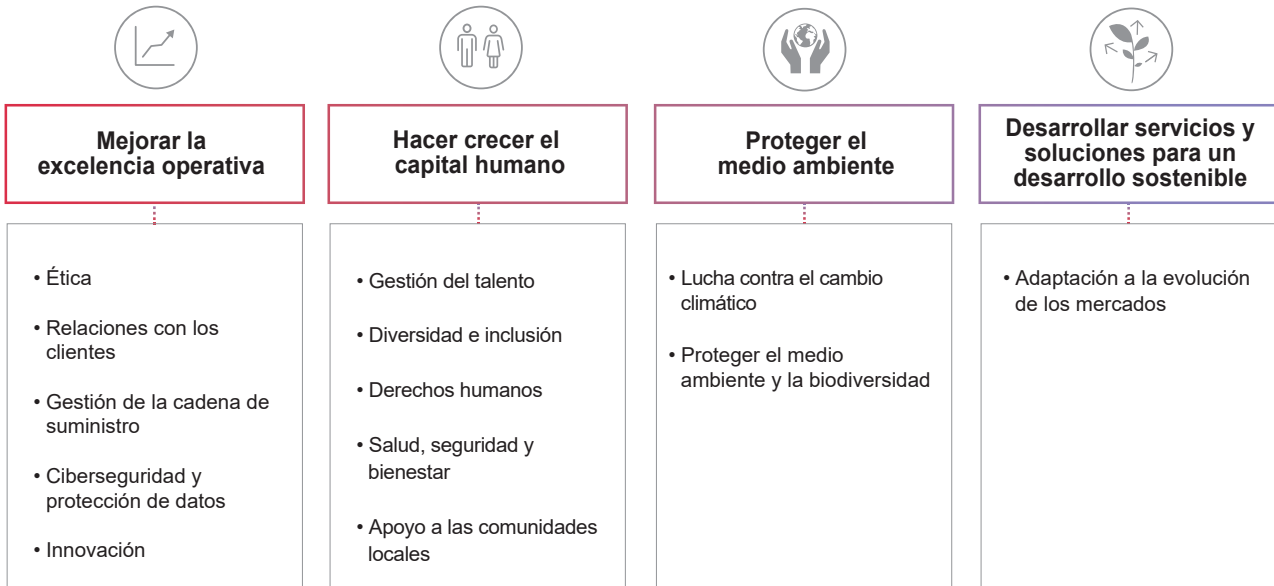 Mejorar la
excelencia operativa
• Ética
• Relaciones con los
clientes
• Gestión de la cadena de
suministro
• Ciberseguridad y
protección de datos
• Innovación
Hacer crecer el
capital humano
• Gestión del talento
• Diversidad e inclusión
• Derechos humanos
• Salud, seguridad y
bienestar
• Apoyo a las comunidades
locales
Proteger el
medio ambiente
• Lucha contra el cambio
climático
• Proteger el medio
ambiente y la biodiversidad
Desarrollar servicios y
soluciones para un
desarrollo sostenible
• Adaptación a la evolución
de los mercados